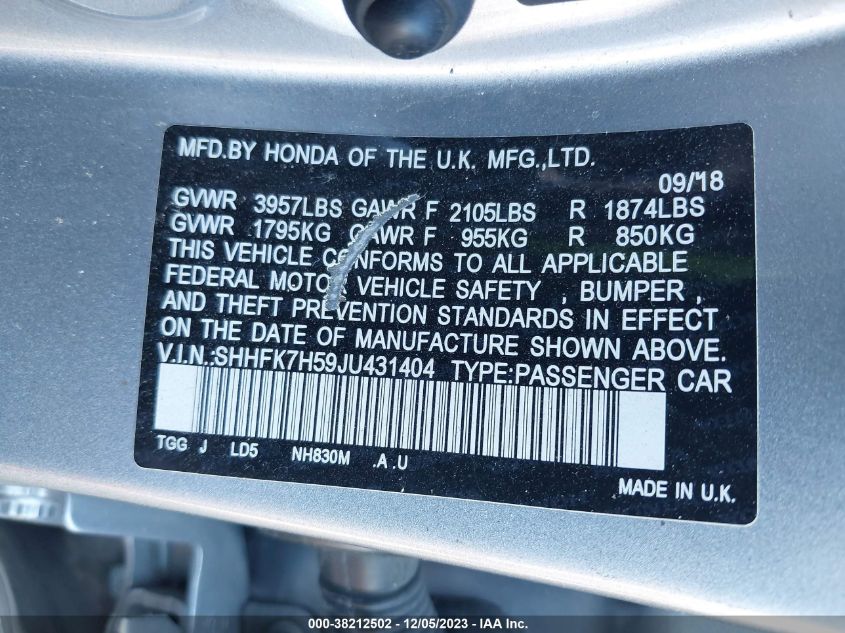 MFD.BY HONDA OF THE U.K. MFG.,LTD.
09/18
GVWR 3957LBS GAWR F 2105LBS R 1874LBS
GVWR 1795KG GAWR F 955KG R 850KG
THIS VEHICLE CONFORMS TO ALL APPLICABLE
FEDERAL MOTOR VEHICLE SAFETY , BUMPER ,
AND THEFT PREVENTION STANDARDS IN EFFECT
ON THE DATE OF MANUFACTURE SHOWN ABOVE.
V.I.N.:SHHFK7H59JU431404 TYPE:PASSENGER CAR
TGG J LD5 NH830M .A .U
MADE IN U.K.
000-38212502 - 12/05/2023 - IAA Inc.